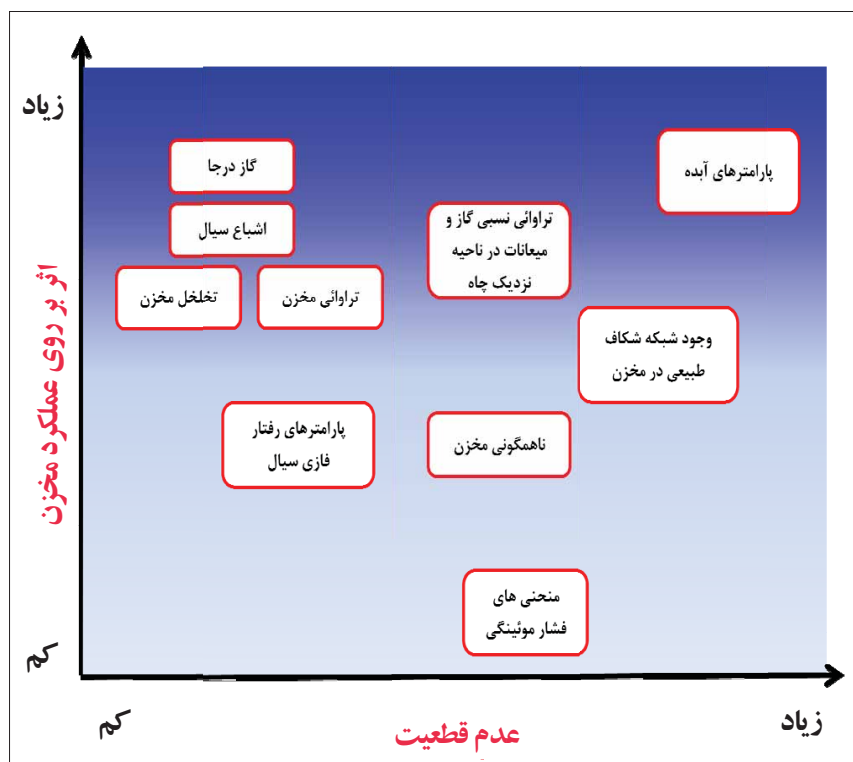 زیاد
گاز درجا
پارامترهای آبده
اشباع سیال
تراوائی نسبی گاز و
میعانات در ناحیه
نزدیک چاه
تخلخل مخزن
تراوائی مخزن
وجود شبکه شکاف
طبیعی در مخزن
اثر بر روی عملکرد مخزن
پارامترهای رفتار
فازی سیال
ناهمگونی مخزن
منحنی های
فشار موئینگی
کم
کم
عدم قطعیت
زیاد